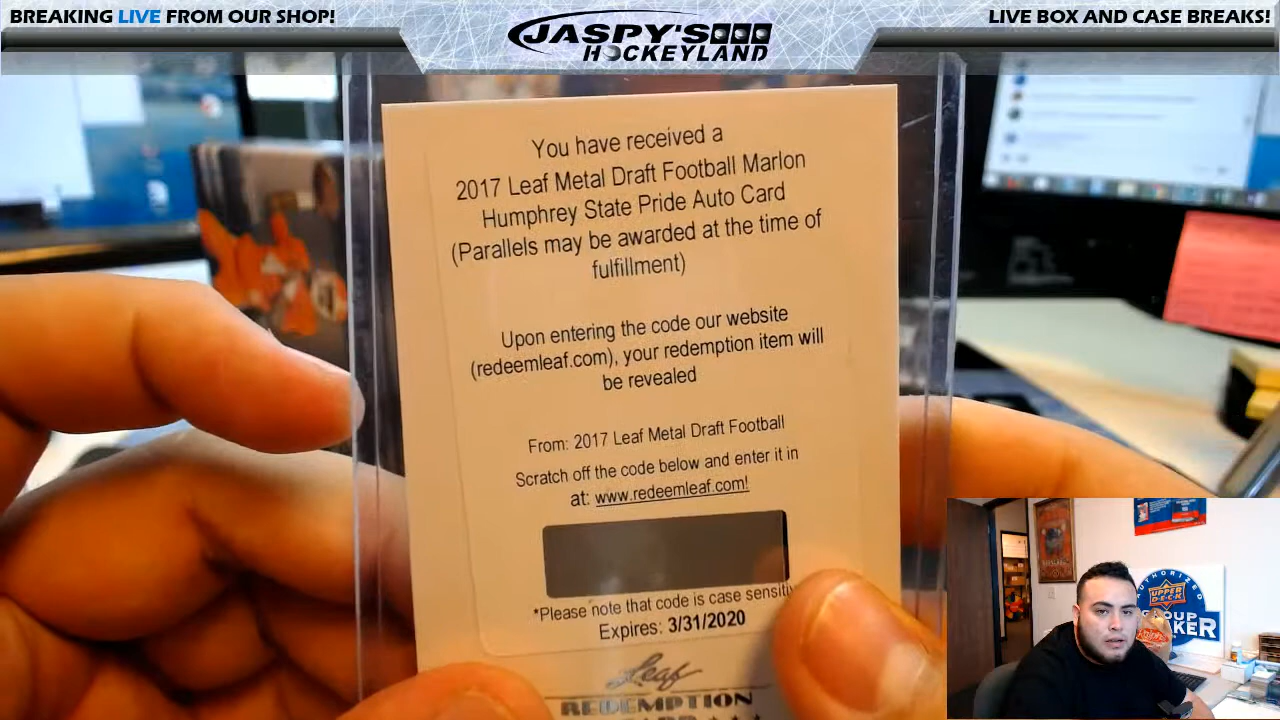 BREAKING LIVE FROM OUR SHOP!
JASPY'S
HOCKEYLAND
LIVE BOX AND CASE BREAKS!
You have received a
2017 Leaf Metal Draft Football Marlon
Humphrey State Pride Auto Card
(Parallels may be awarded at the time of
fulfillment)
Upon entering the code our website
(redeemleaf.com), your redemption item will
be revealed
From: 2017 Leaf Metal Draft Football
Scratch off the code below and enter it in
at: www.redeemleaf.com!
*Please note that code is case sensitiv
Expires: 3/31/2020
Leaf
REDEMPTION
AUTHORIZED
UPPER DECK
GROUP